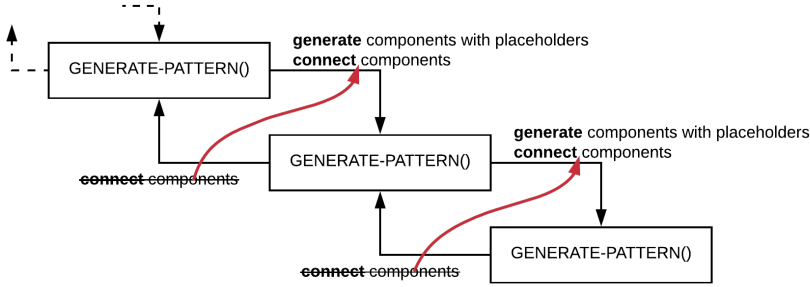 generate components with placeholders
connect components
GENERATE-PATTERN()
generate components with placeholders
connect components
GENERATE-PATTERN()
connect components
GENERATE-PATTERN()
connect components